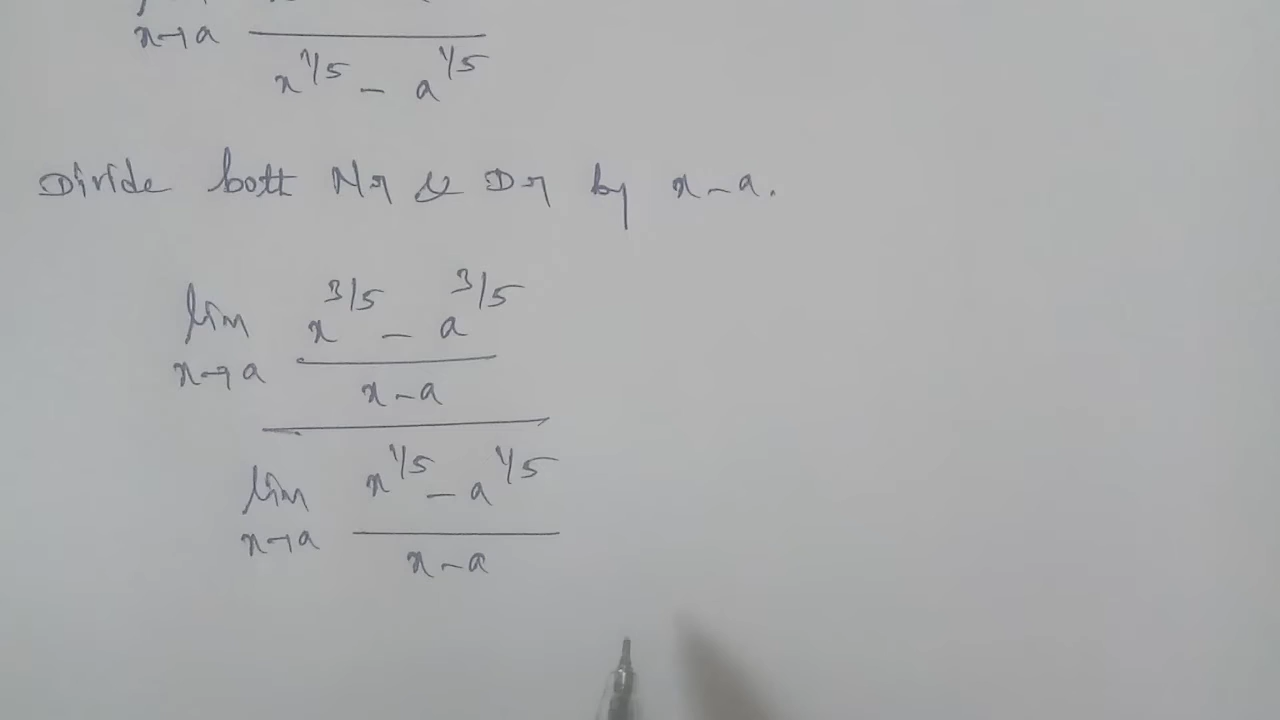 x→a
x^1/5 - a^1/5
Divide both Nr & Dr by x-a.
lim x→a x^3/5 - a^3/5
x-a
lim x→a x^1/5 - a^1/5
x-a